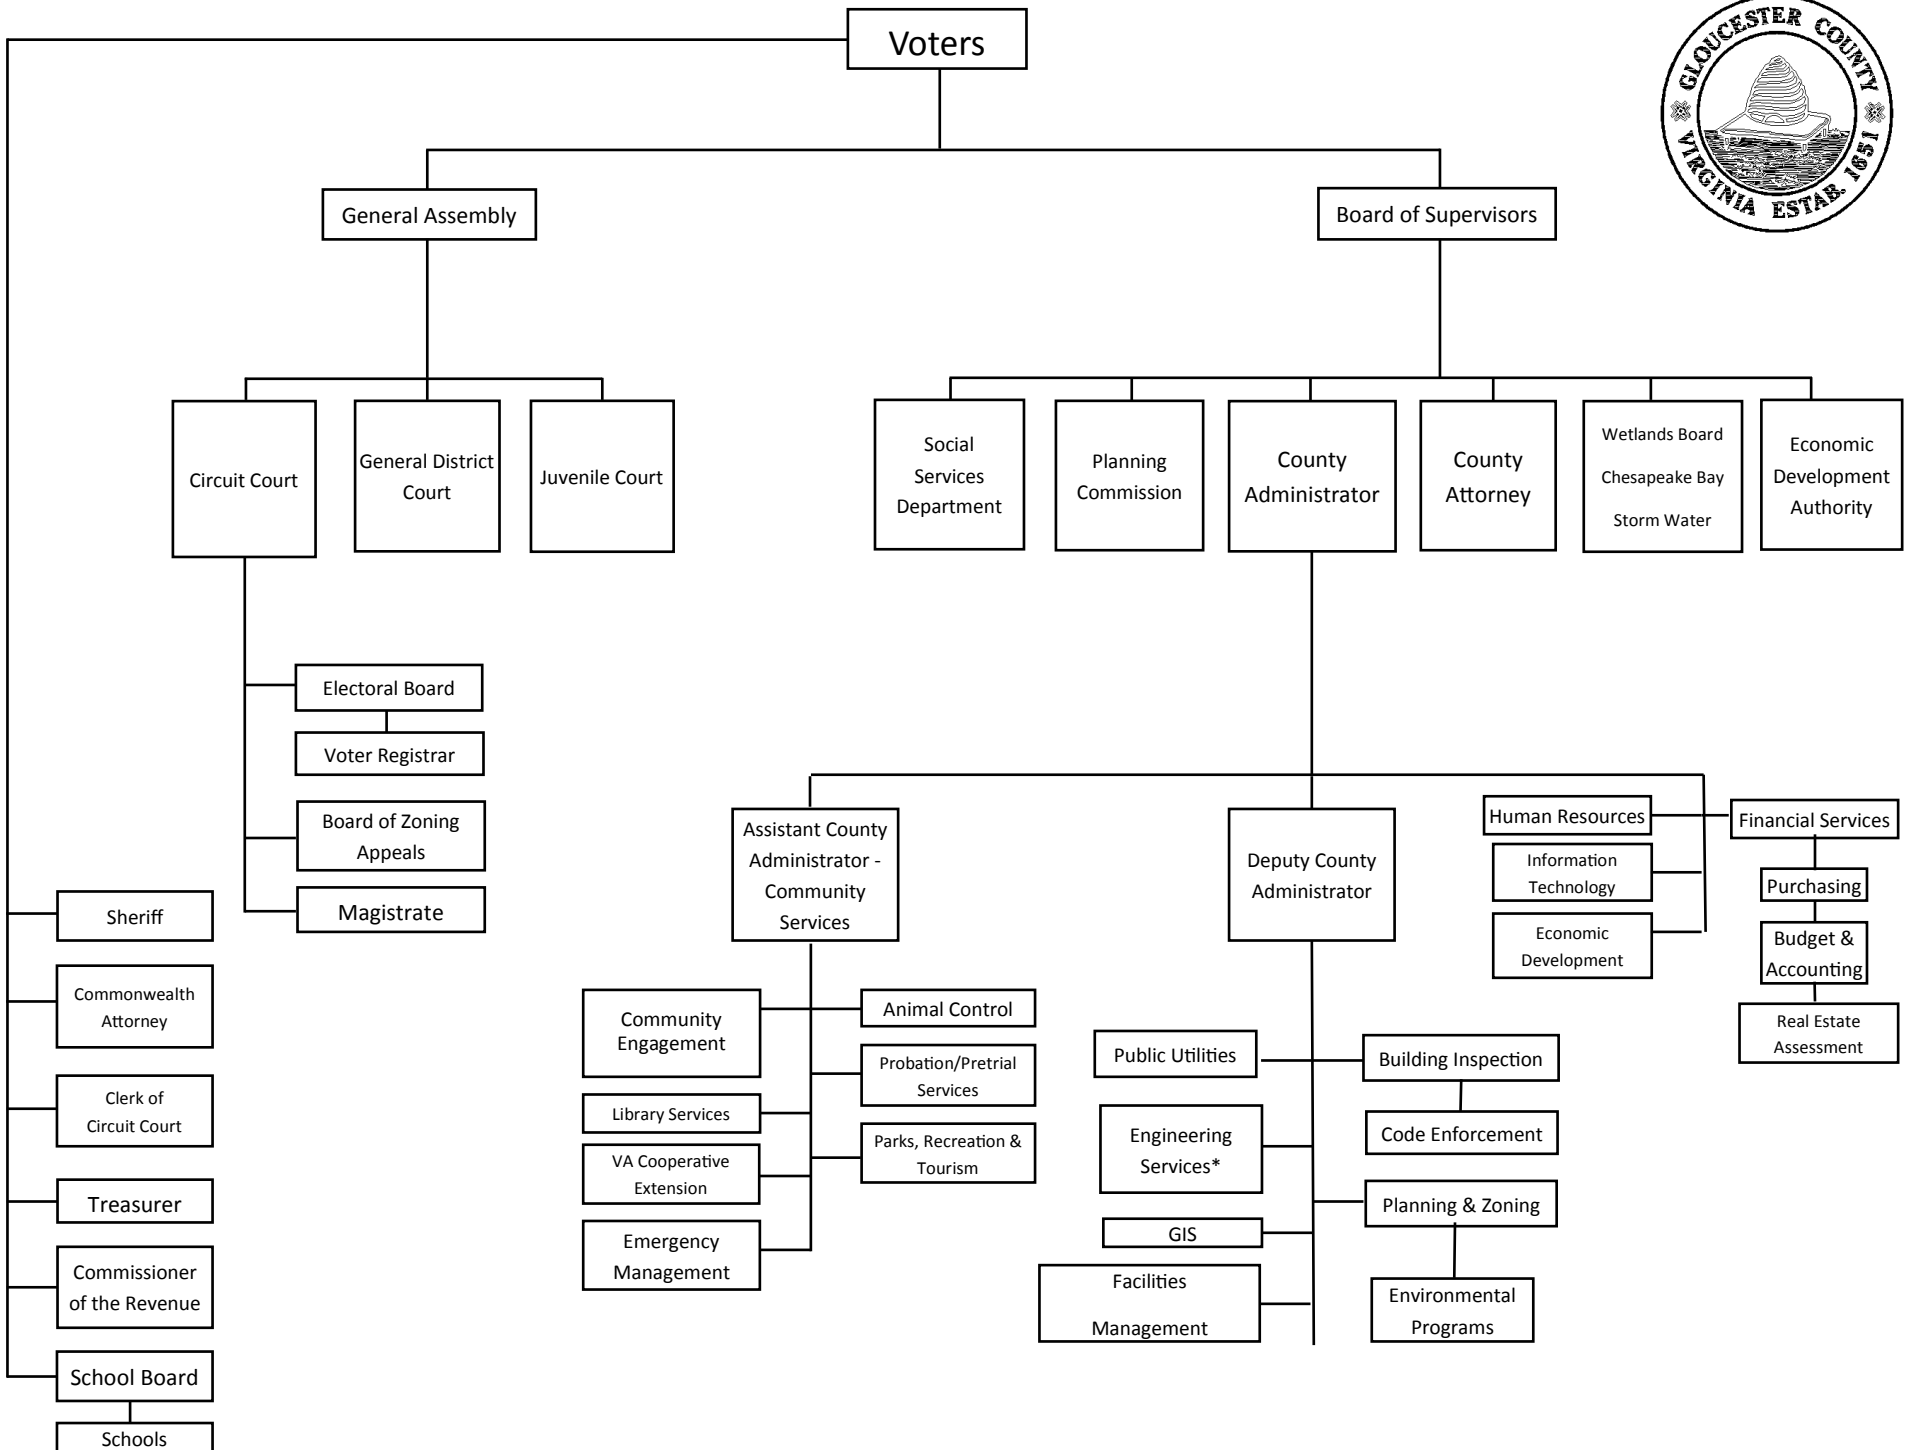 Voters
GLOUCESTER COUNTY
VIRGINIA ESTAB. 1651
General Assembly
Board of Supervisors
Circuit Court
General District
Court
Juvenile Court
Social
Services
Department
Planning
Commission
County
Administrator
County
Attorney
Wetlands Board
Chesapeake Bay
Storm Water
Economic
Development
Authority
Electoral Board
Voter Registrar
Board of Zoning
Appeals
Magistrate
Sheriff
Commonwealth
Attorney
Clerk of
Circuit Court
Treasurer
Commissioner
of the Revenue
School Board
Schools
Assistant County
Administrator -
Community
Services
Community
Engagement
Library Services
VA Cooperative
Extension
Emergency
Management
Animal Control
Probation/Pretrial
Services
Parks, Recreation &
Tourism
Deputy County
Administrator
Public Utilities
Engineering
Services*
GIS
Facilities
Management
Building Inspection
Code Enforcement
Planning & Zoning
Environmental
Programs
Human Resources
Information
Technology
Economic
Development
Financial Services
Purchasing
Budget &
Accounting
Real Estate
Assessment